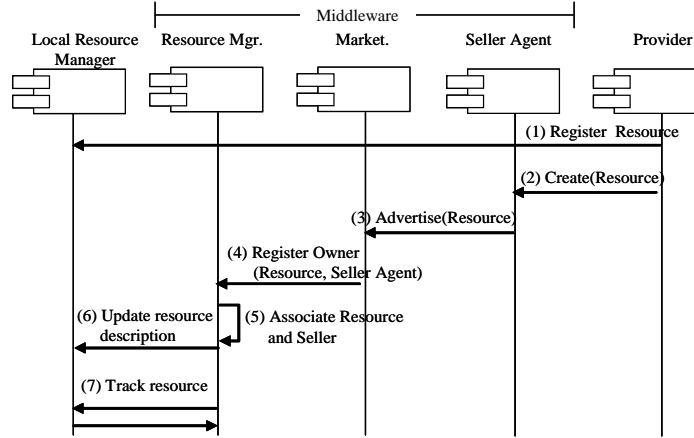 Middleware
Local Resource
Manager
Resource Mgr.
Market.
Seller Agent
Provider
(1) Register Resource
(2) Create(Resource)
(3) Advertise(Resource)
(4) Register Owner
(Resource, Seller Agent)
(5) Associate Resource
and Seller
(6) Update resource
description
(7) Track resource